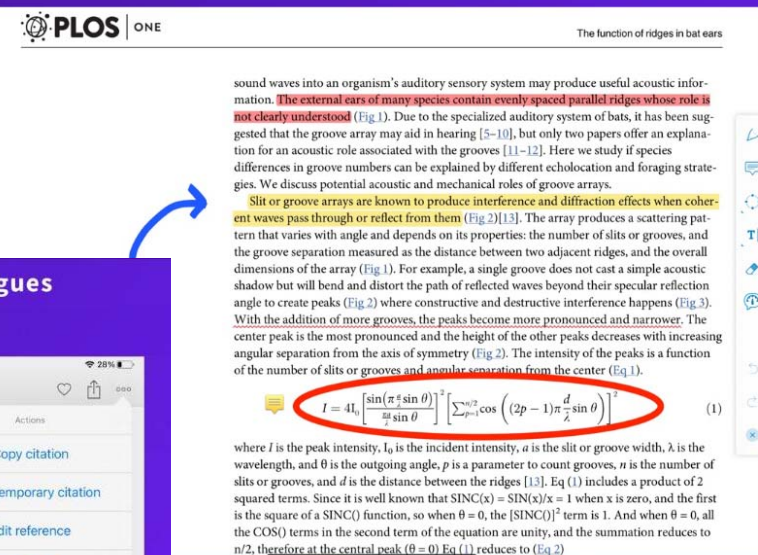 PLOS | ONE
The function of ridges in bat ears
sound waves into an organism's auditory sensory system may produce useful acoustic infor-
mation. The external ears of many species contain evenly spaced parallel ridges whose role is
not clearly understood (Fig 1). Due to the specialized auditory system of bats, it has been sug-
gested that the groove array may aid in hearing [5–10], but only two papers offer an explana-
tion for an acoustic role associated with the grooves [11–12]. Here we study if species
differences in groove numbers can be explained by different echolocation and foraging strate-
gies. We discuss potential acoustic and mechanical roles of groove arrays.
Slit or groove arrays are known to produce interference and diffraction effects when coher-
ent waves pass through or reflect from them (Fig 2)[13]. The array produces a scattering pat-
tern that varies with angle and depends on its properties: the number of slits or grooves, and
the groove separation measured as the distance between two adjacent ridges, and the overall
dimensions of the array (Fig 1). For example, a single groove does not cast a simple acoustic
shadow but will bend and distort the path of reflected waves beyond their specular reflection
angle to create peaks (Fig 2) where constructive and destructive interference happens (Fig 3).
With the addition of more grooves, the peaks become more pronounced and narrower. The
center peak is the most pronounced and the height of the other peaks decreases with increasing
angular separation from the axis of symmetry (Fig 2). The intensity of the peaks is a function
of the number of slits or grooves and angular separation from the center (Eq 1).
I = 4I₀ [sin(π a/λ sin θ) / πa/λ sin θ]² [∑ⁿ/²ₚ₌₁ cos ((2p − 1)π d/λ sin θ)]² (1)
where I is the peak intensity, I₀ is the incident intensity, a is the slit or groove width, λ is the
wavelength, and θ is the outgoing angle, p is a parameter to count grooves, n is the number of
slits or grooves, and d is the distance between the ridges [13]. Eq (1) includes a product of 2
squared terms. Since it is well known that SINC(x) = SIN(x)/x = 1 when x is zero, and the first
is the square of a SINC() function, so when θ = 0, the [SINC()]² term is 1. And when θ = 0, all
the COS() terms in the second term of the equation are unity, and the summation reduces to
n/2, therefore at the central peak (θ = 0) Eq (1) reduces to (Eq 2)
gues
28%
Actions
opy citation
emporary citation
dit reference
T